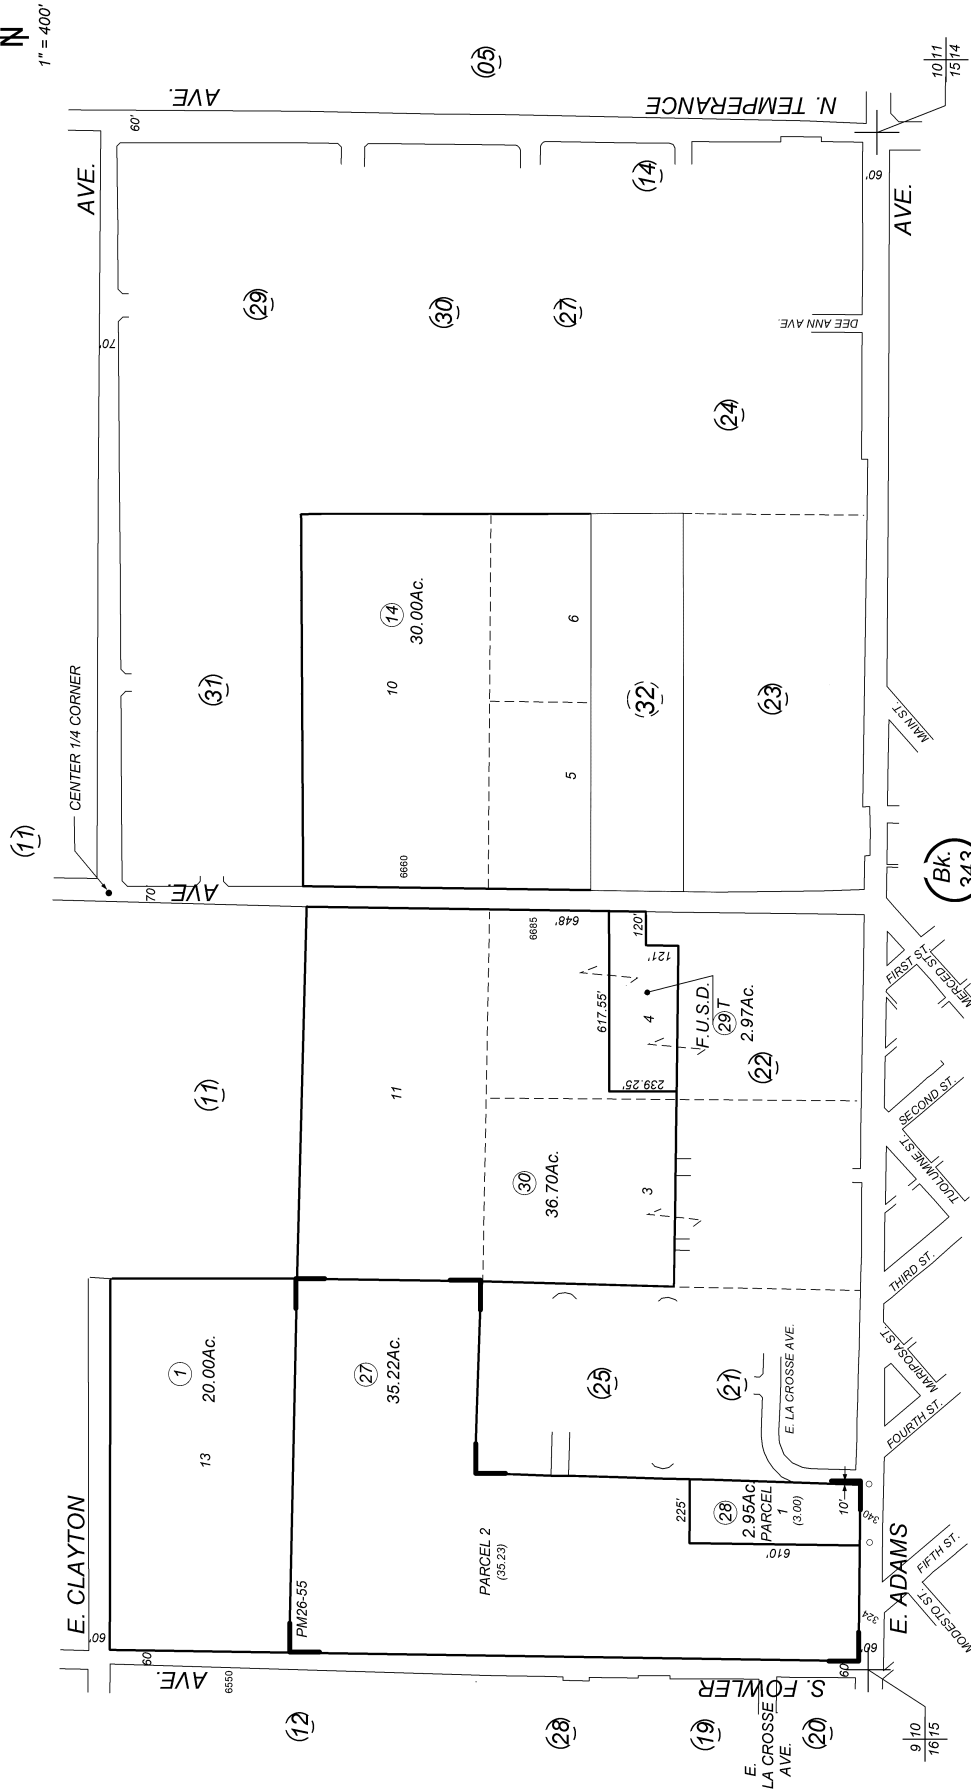 N
1" = 400'
(05)
AVE.
N. TEMPERANCE
10 11
15 14
60'
60'
AVE.
AVE.
(14)
(29)
(30)
(27)
70'
DEE ANN AVE.
(24)
14
30.00Ac.
10
6
5
(31)
(32)
(23)
CENTER 1/4 CORNER
(11)
MAIN ST.
6660
70'
AVE.
Bk.
343
6685
648'
120'
121'
617.55'
4
F.U.S.D.
29 T
2.97Ac.
239.25'
(22)
FIRST ST.
MERCED ST.
(11)
11
SECOND ST.
TUOLUMNE ST.
30
36.70Ac.
3
THIRD ST.
1
20.00Ac.
13
27
35.22Ac.
(25)
(21)
E. LA CROSSE AVE.
MARIPOSA ST.
FOURTH ST.
E. CLAYTON
225'
28
2.95Ac.
PARCEL
1
(3.00)
10'
340
610'
PARCEL 2
(35.23)
PM26-55
E. ADAMS
FIFTH ST.
MODESTO ST.
324
60'
60'
60'
60'
AVE.
6550
S. FOWLER
(12)
(28)
(19)
E.
LA CROSSE
AVE.
(20)
9 10
16 15